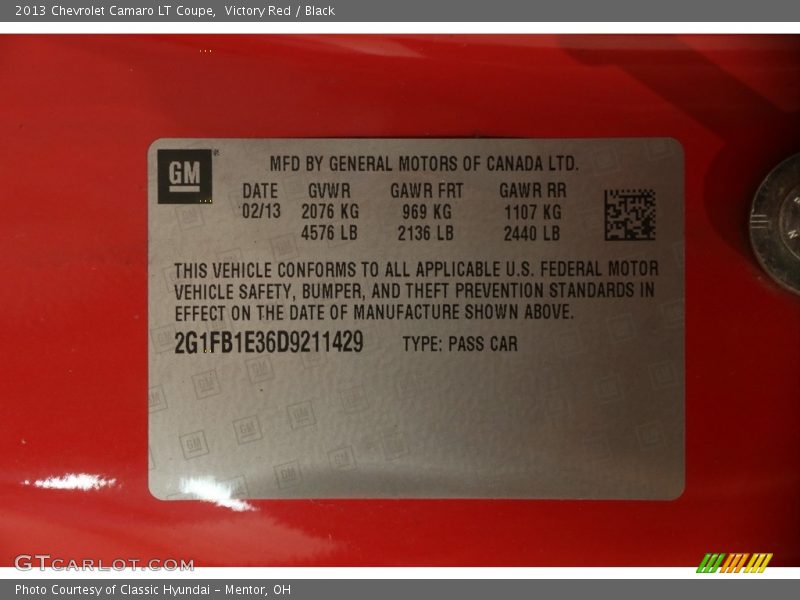 2013 Chevrolet Camaro LT Coupe, Victory Red / Black
GM
MFD BY GENERAL MOTORS OF CANADA LTD.
DATE GVWR GAWR FRT GAWR RR
02/13 2076 KG 969 KG 1107 KG
4576 LB 2136 LB 2440 LB
THIS VEHICLE CONFORMS TO ALL APPLICABLE U.S. FEDERAL MOTOR
VEHICLE SAFETY, BUMPER, AND THEFT PREVENTION STANDARDS IN
EFFECT ON THE DATE OF MANUFACTURE SHOWN ABOVE.
2G1FB1E36D9211429 TYPE: PASS CAR
GTCARLOT.COM
Photo Courtesy of Classic Hyundai - Mentor, OH